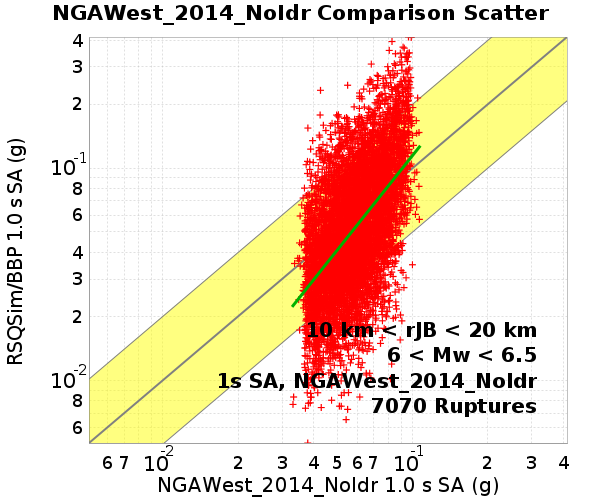 NGAWest_2014_NoIdr Comparison Scatter
4
3
2
10-1
8
6
4
3
2
10-2
8
6
RSQSim/BBP 1.0 s SA (g)
10 km < rJB < 20 km
6 < Mw < 6.5
1s SA, NGAWest_2014_NoIdr
7070 Ruptures
6 7 10-2 2 3 4 5 6 7 10-1 2 3 4
NGAWest_2014_NoIdr 1.0 s SA (g)